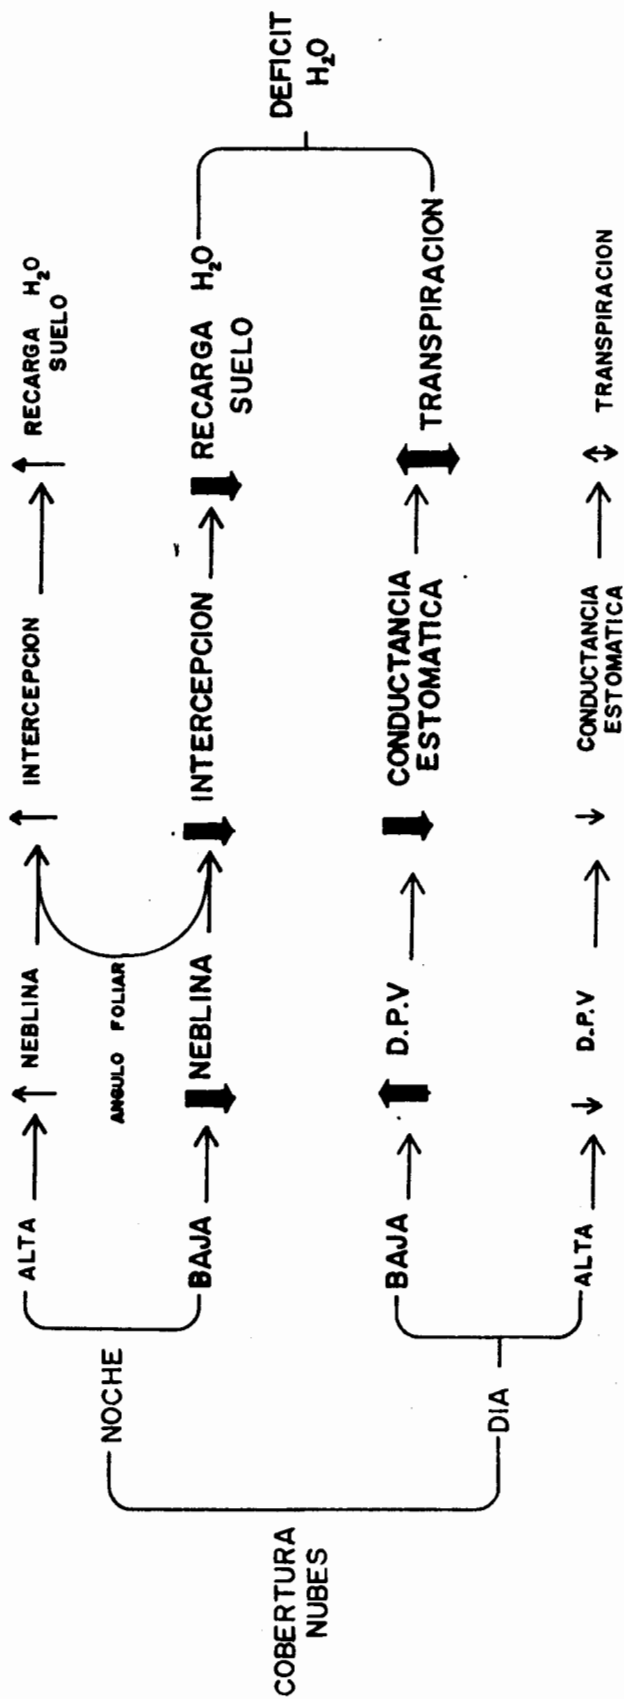 COBERTURA
NUBES
NOCHE
ALTA
NEBLINA
INTERCEPCION
RECARGA H₂O
SUELO
ANGULO FOLIAR
BAJA
NEBLINA
INTERCEPCION
RECARGA H₂O
SUELO
DEFICIT
H₂O
DIA
BAJA
D.P.V
CONDUCTANCIA
ESTOMATICA
TRANSPIRACION
ALTA
D.P.V
CONDUCTANCIA
ESTOMATICA
TRANSPIRACION